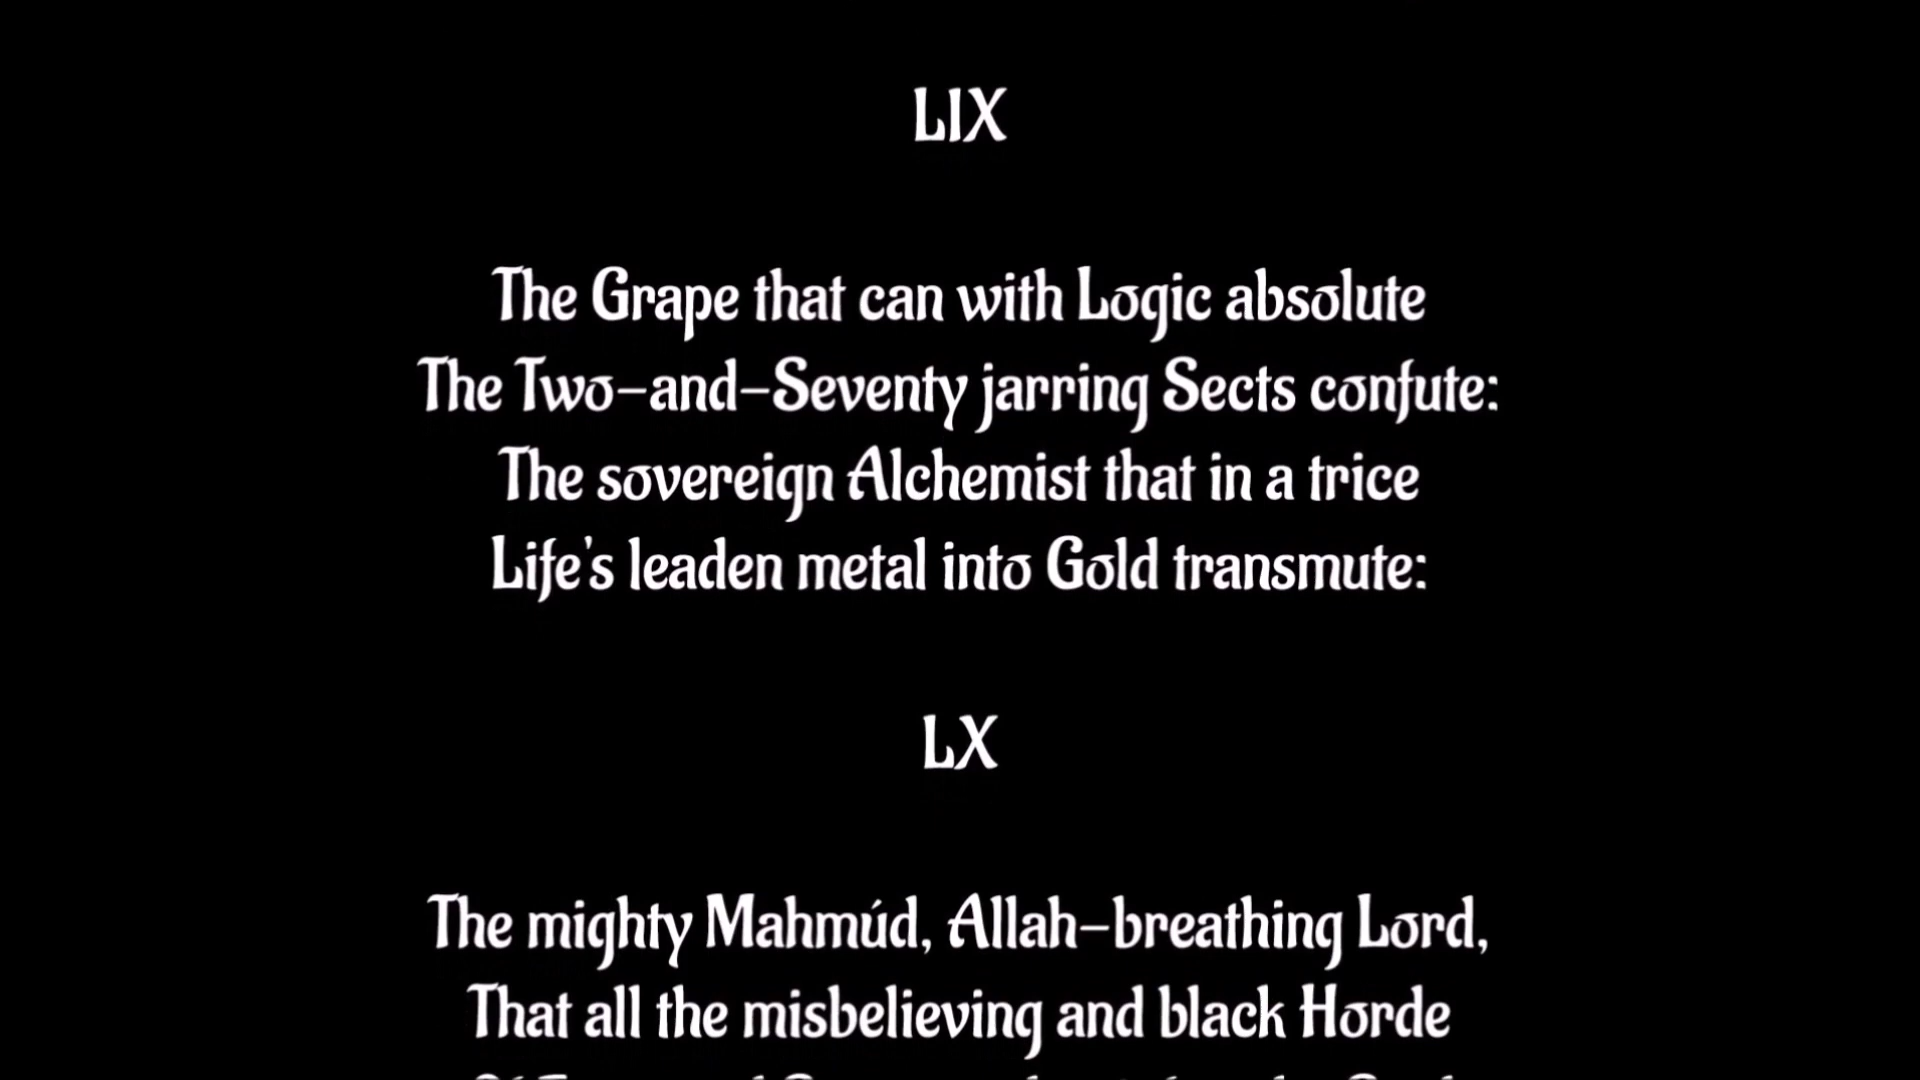 LIX
The Grape that can with Logic absolute
The Two-and-Seventy jarring Sects confute:
The sovereign Alchemist that in a trice
Life's leaden metal into Gold transmute:
LX
The mighty Mahmúd, Allah-breathing Lord,
That all the misbelieving and black Horde